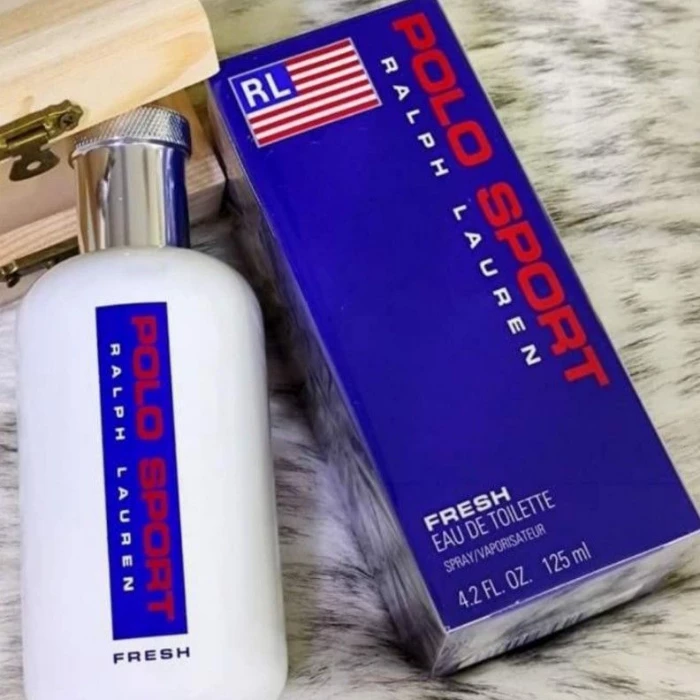 RL
POLO SPORT
RALPH LAUREN
FRESH
EAU DE TOILETTE
SPRAY/VAPORISATEUR
4.2 FL. OZ. 125 ml
POLO SPORT
RALPH LAUREN
FRESH